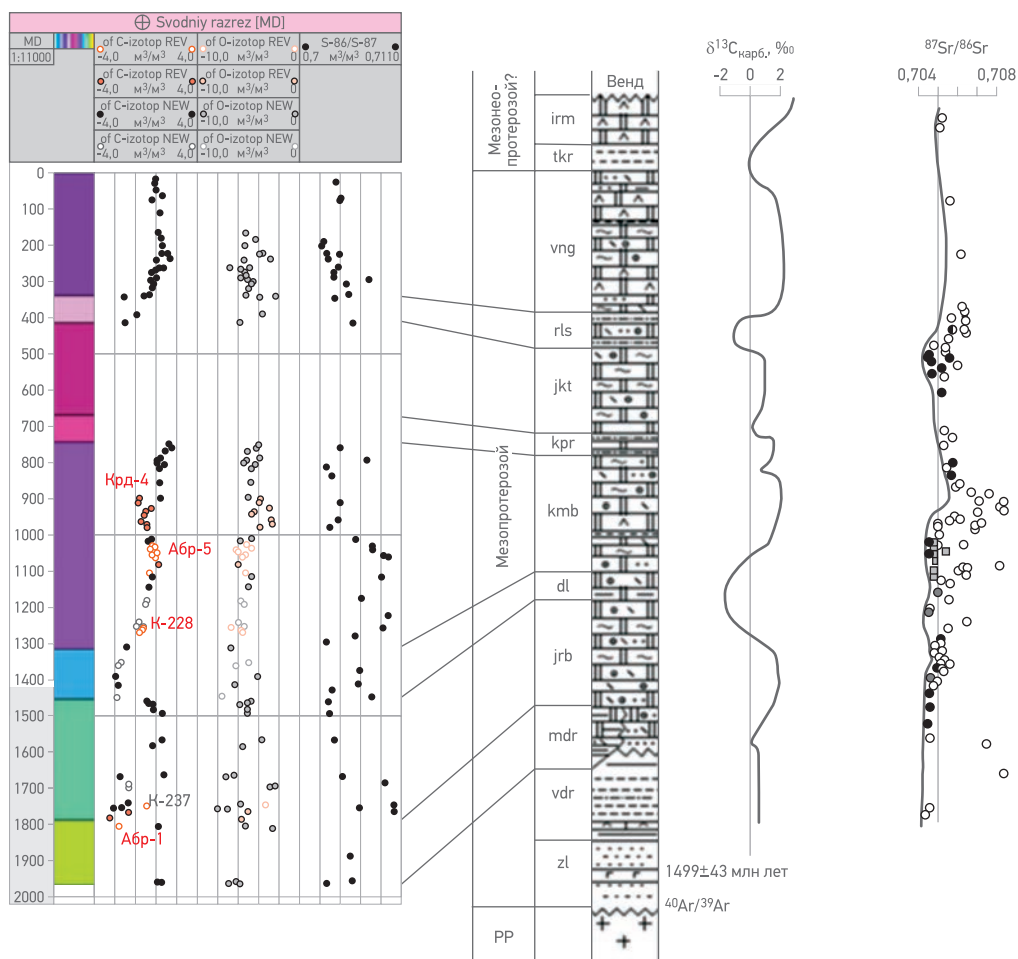 ⊕ Svodniy razrez [MD]
MD
1:11000
of C-izotop REV
-4,0 м³/м³ 4,0
of O-izotop REV
-10,0 м³/м³ 0
S-86/S-87
0,7 м³/м³ 0,7110
of C-izotop REV
-4,0 м³/м³ 4,0
of O-izotop REV
-10,0 м³/м³ 0
of C-izotop NEW
-4,0 м³/м³ 4,0
of O-izotop NEW
-10,0 м³/м³ 0
of C-izotop NEW
-4,0 м³/м³ 4,0
of O-izotop NEW
-10,0 м³/м³ 0
0
100
200
300
400
500
600
700
800
900
1000
1100
1200
1300
1400
1500
1600
1700
1800
1900
2000
Крд-4
Абр-5
К-228
К-237
Абр-1
Мезонео-
протерозой?
Мезопротерозой
PP
irm
tkr
vng
rls
jkt
kpr
kmb
dl
jrb
mdr
vdr
zl
Венд
1499±43 млн лет
⁴⁰Ar/³⁹Ar
δ¹³Cкарб., ‰
-2 0 2
⁸⁷Sr/⁸⁶Sr
0,704 0,708